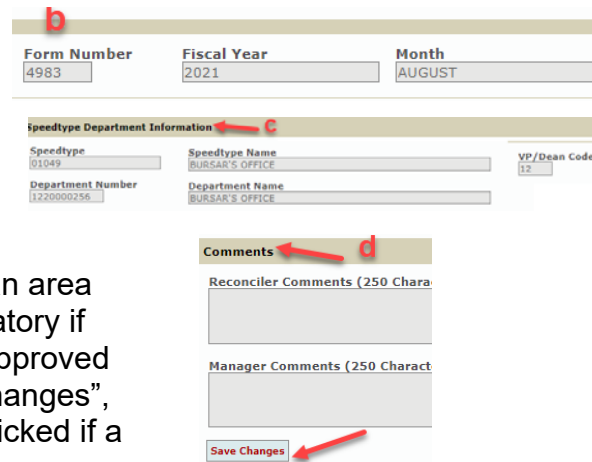 b
Form Number Fiscal Year Month
4983 2021 AUGUST
Speedtype Department Information c
Speedtype Speedtype Name VP/Dean Code
01049 BURSAR'S OFFICE 12
Department Number Department Name
1220000256 BURSAR'S OFFICE
Comments d
Reconciler Comments (250 Chara
Manager Comments (250 Charact
Save Changes
n area
atory if
pproved
hanges”,
icked if a